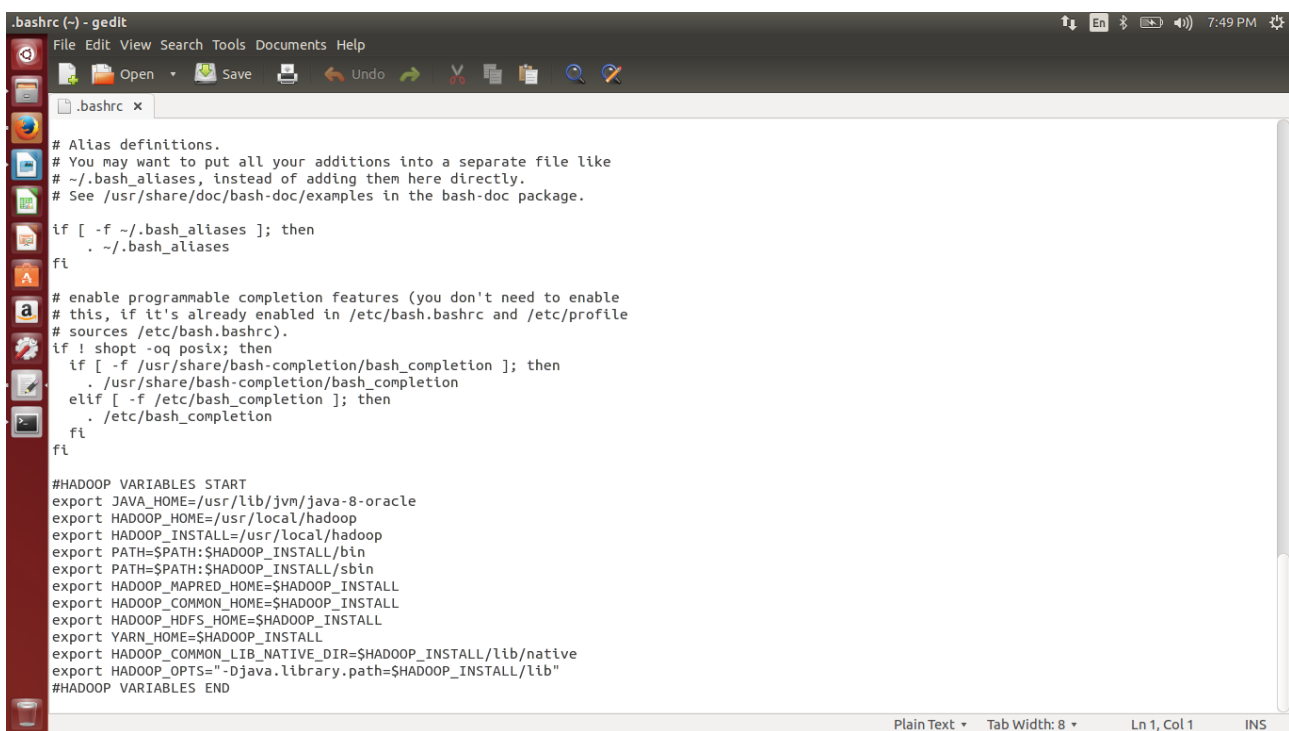 .bashrc (~) - gedit
En
7:49 PM
File Edit View Search Tools Documents Help
Open Save Undo
.bashrc x
# Alias definitions.
# You may want to put all your additions into a separate file like
# ~/.bash_aliases, instead of adding them here directly.
# See /usr/share/doc/bash-doc/examples in the bash-doc package.
if [ -f ~/.bash_aliases ]; then
    . ~/.bash_aliases
fi
# enable programmable completion features (you don't need to enable
# this, if it's already enabled in /etc/bash.bashrc and /etc/profile
# sources /etc/bash.bashrc).
if ! shopt -oq posix; then
  if [ -f /usr/share/bash-completion/bash_completion ]; then
    . /usr/share/bash-completion/bash_completion
  elif [ -f /etc/bash_completion ]; then
    . /etc/bash_completion
  fi
fi
#HADOOP VARIABLES START
export JAVA_HOME=/usr/lib/jvm/java-8-oracle
export HADOOP_HOME=/usr/local/hadoop
export HADOOP_INSTALL=/usr/local/hadoop
export PATH=$PATH:$HADOOP_INSTALL/bin
export PATH=$PATH:$HADOOP_INSTALL/sbin
export HADOOP_MAPRED_HOME=$HADOOP_INSTALL
export HADOOP_COMMON_HOME=$HADOOP_INSTALL
export HADOOP_HDFS_HOME=$HADOOP_INSTALL
export YARN_HOME=$HADOOP_INSTALL
export HADOOP_COMMON_LIB_NATIVE_DIR=$HADOOP_INSTALL/lib/native
export HADOOP_OPTS="-Djava.library.path=$HADOOP_INSTALL/lib"
#HADOOP VARIABLES END
Plain Text Tab Width: 8 Ln 1, Col 1 INS